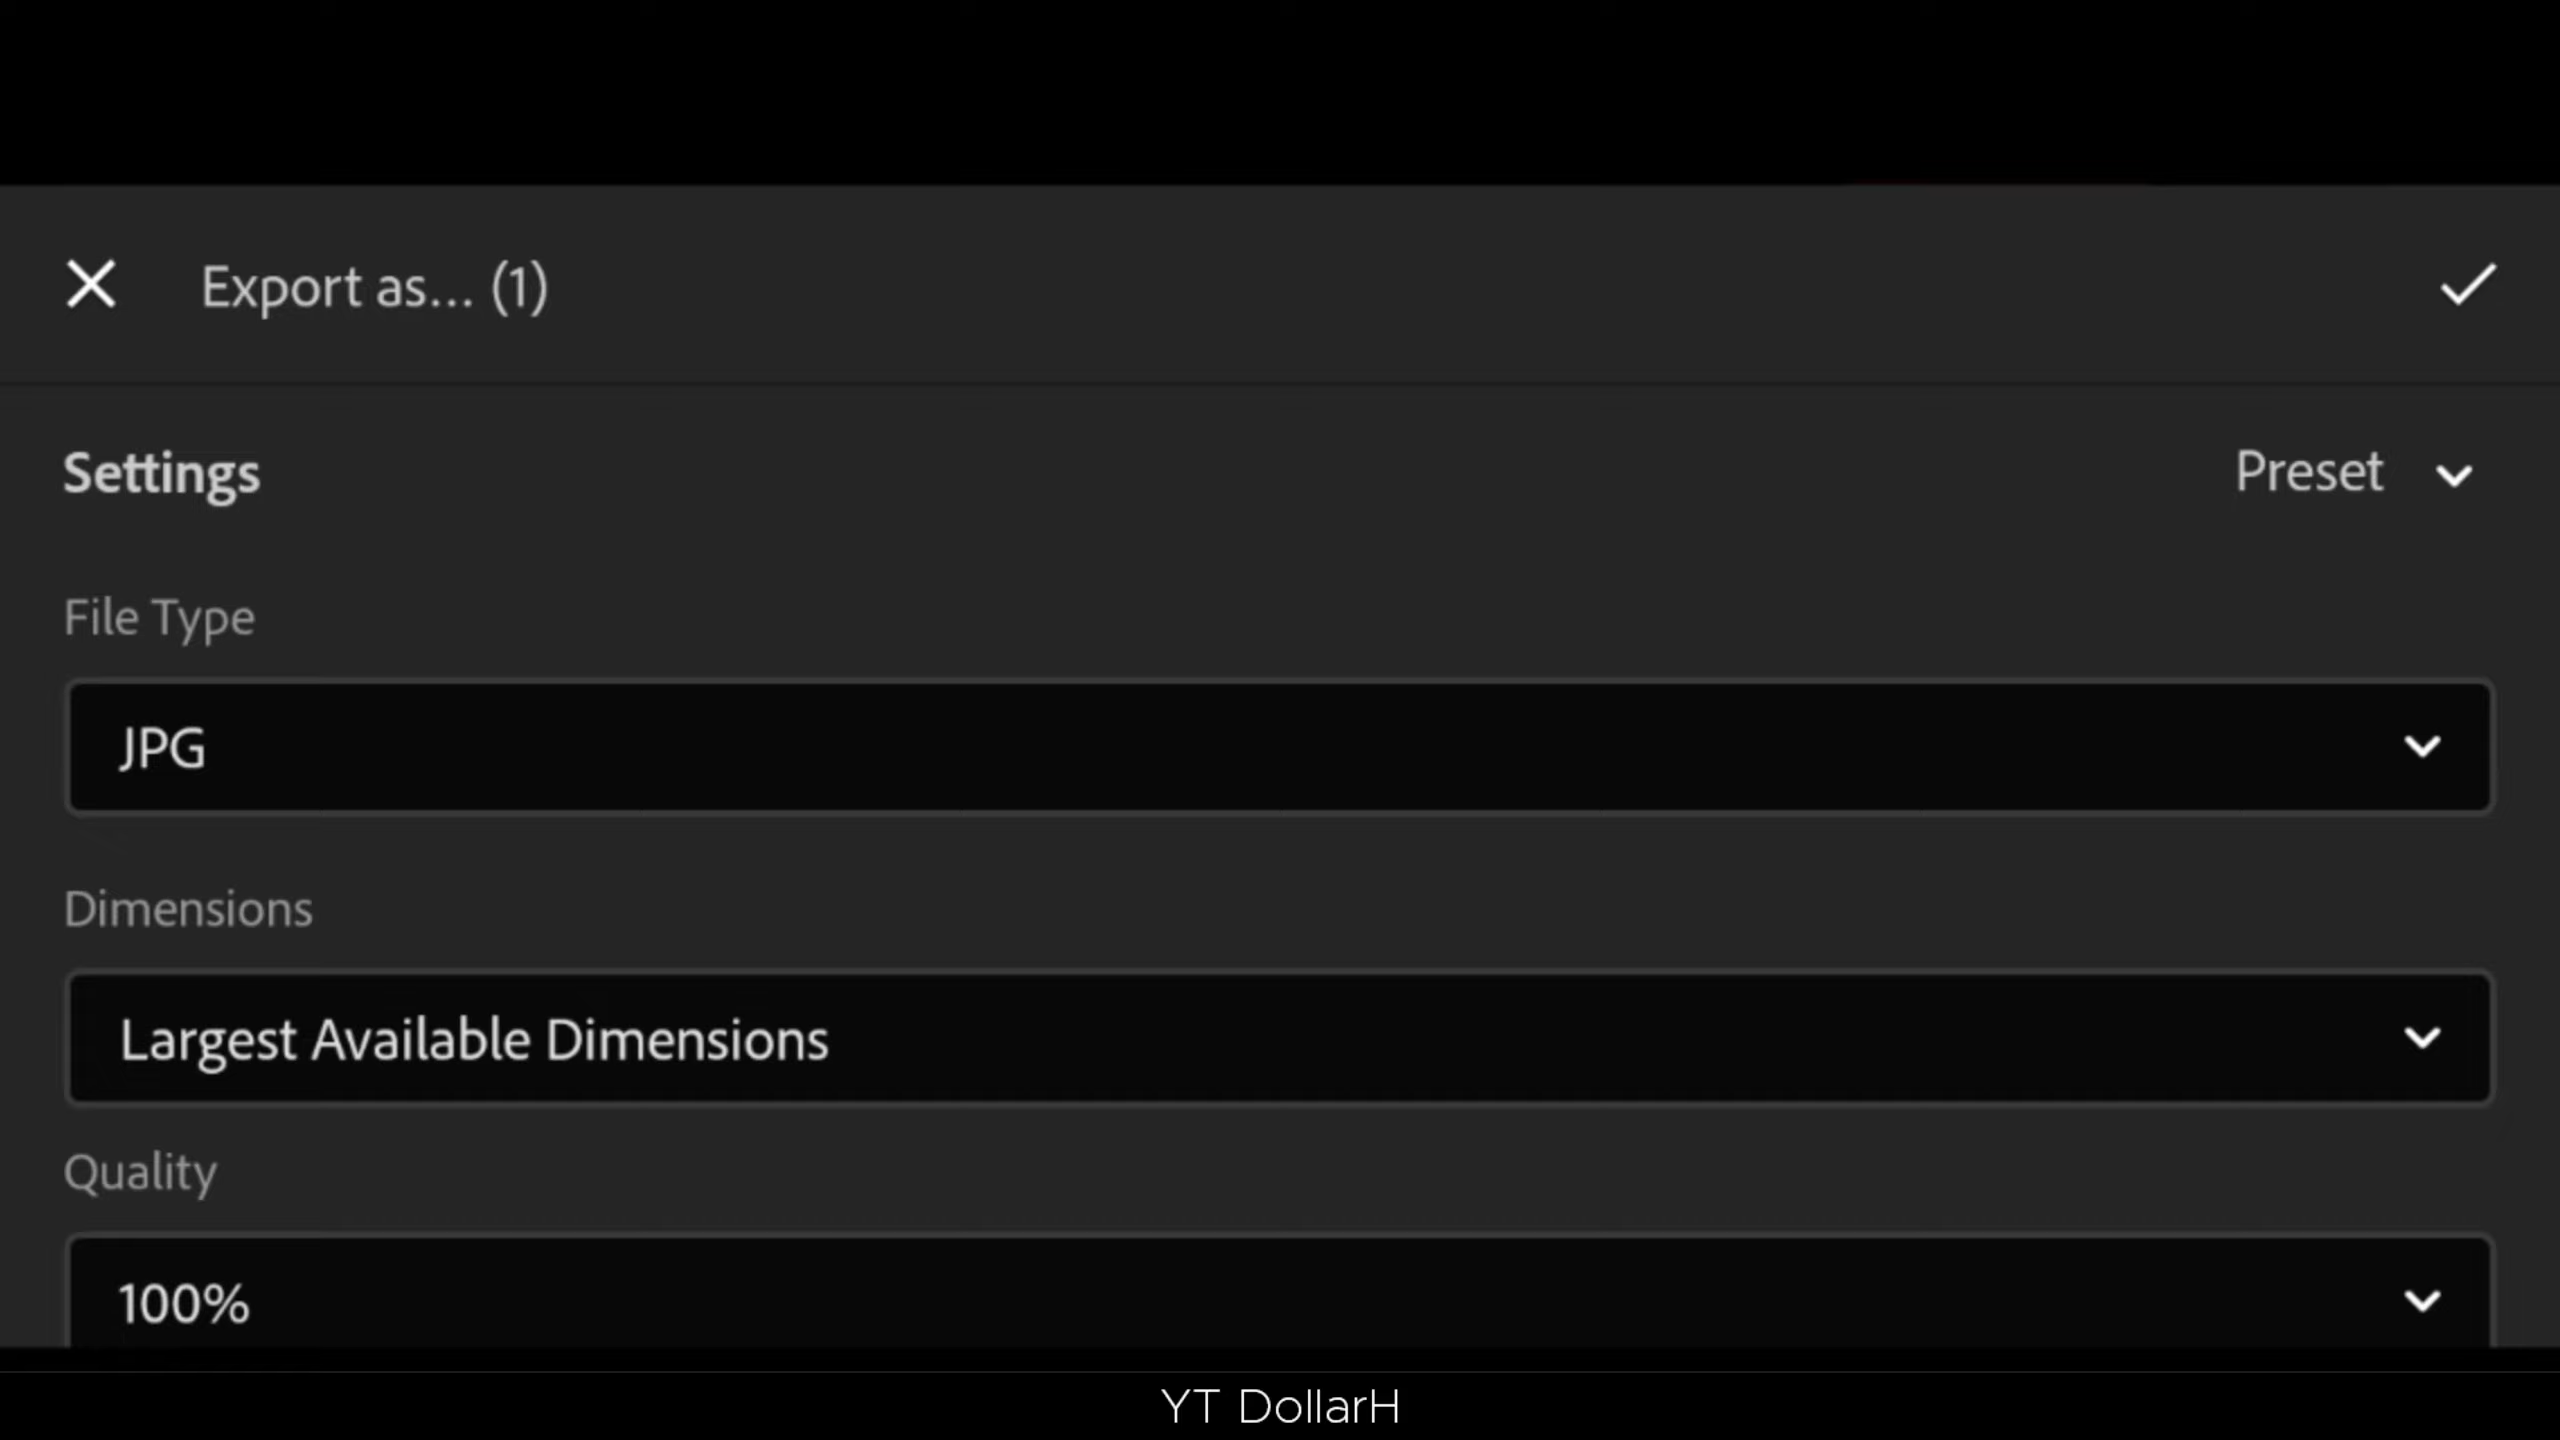 Export as... (1)
Settings
Preset
File Type
JPG
Dimensions
Largest Available Dimensions
Quality
100%
YT DollarH